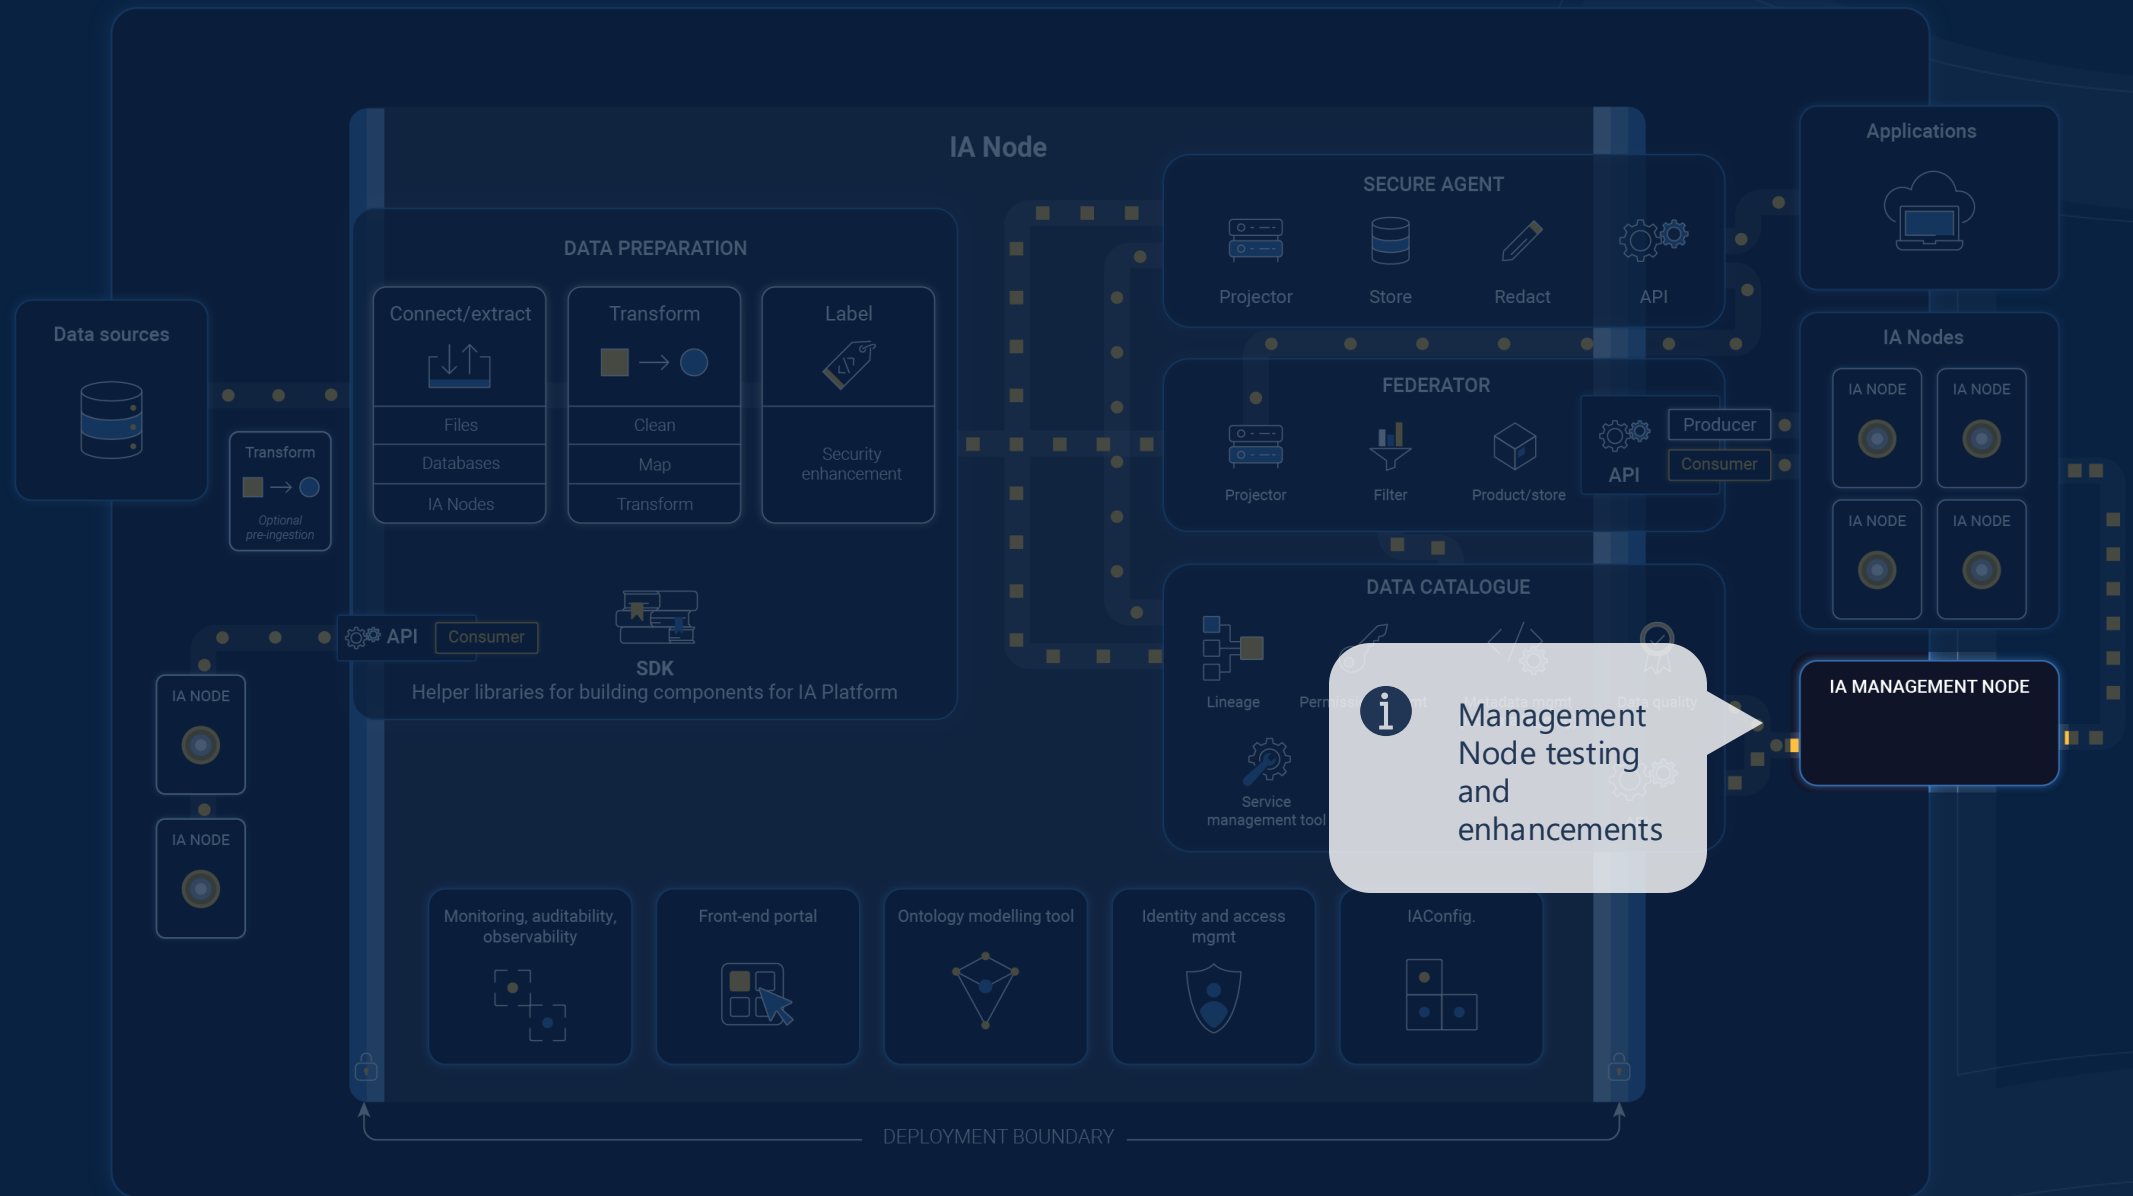 IA Node
Applications
SECURE AGENT
Projector
Store
Redact
API
DATA PREPARATION
Connect/extract
Files
Databases
IA Nodes
Transform
Clean
Map
Transform
Label
Security
enhancement
Data sources
Transform
Optional
pre-ingestion
FEDERATOR
Projector
Filter
Product/store
API
Producer
Consumer
IA Nodes
IA NODE
IA NODE
IA NODE
IA NODE
API
Consumer
SDK
Helper libraries for building components for IA Platform
IA NODE
IA NODE
DATA CATALOGUE
Lineage
Metadata mgmt
Data quality
Service
management tool
Management
Node testing
and
enhancements
IA MANAGEMENT NODE
Monitoring, auditability,
observability
Front-end portal
Ontology modelling tool
Identity and access
mgmt
IAConfig.
DEPLOYMENT BOUNDARY